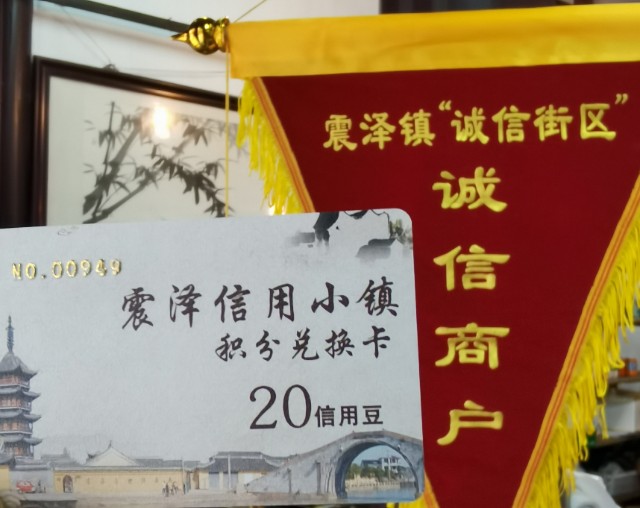 震泽镇“诚信街区”
诚信商户
NO.00949
震泽信用小镇
积分兑换卡
20信用豆